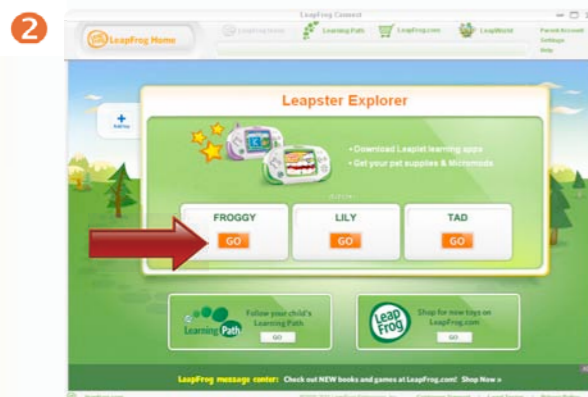 2
LeapFrog Connect
LeapFrog Home
LeapFrog Home Learning Path LeapFrog.com LeapWorld
Parent Account
Settings
Help
Leapster Explorer
• Download Leaplet learning apps
• Get your pet supplies & Micromods
FROGGY LILY TAD
GO GO GO
Follow your child's
Learning Path
Learning Path
GO
Shop for new toys on
LeapFrog.com
Leap
Frog
GO
LeapFrog message center: Check out NEW books and games at LeapFrog.com! Shop Now »